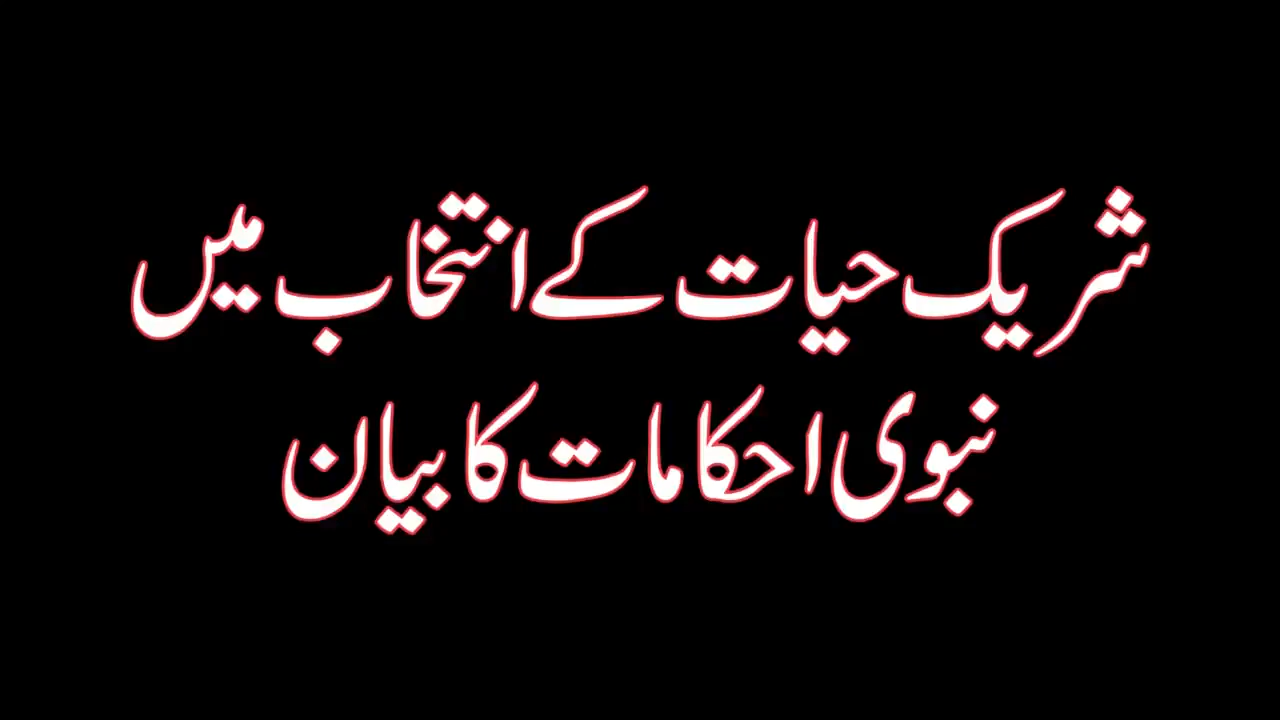 شریک حیات کے انتخاب میں
نبوی احکامات کا بیان